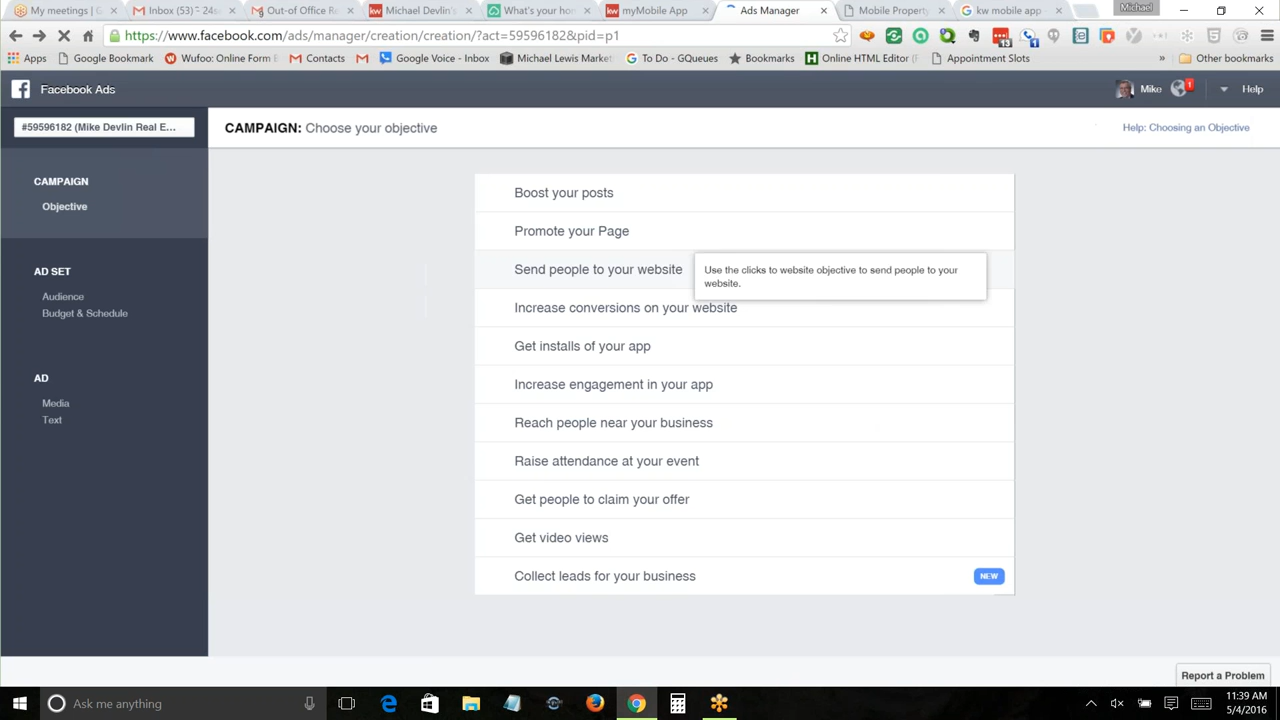 My meetings | G
Inbox (53) - 24s
Out-of Office Re
Michael Devlin's
What's your hom
myMobile App
Ads Manager
Mobile Property
kw mobile app
Michael
https://www.facebook.com/ads/manager/creation/creation/?act=59596182&pid=p1
Apps
Google Bookmark
Wufoo: Online Form
Contacts
Google Voice - Inbox
Michael Lewis Market
To Do - GQueues
Bookmarks
Online HTML Editor
Appointment Slots
»
Other bookmarks
Facebook Ads
Mike
1
Help
#59596182 (Mike Devlin Real E...
CAMPAIGN: Choose your objective
Help: Choosing an Objective
CAMPAIGN
Objective
AD SET
Audience
Budget & Schedule
AD
Media
Text
Boost your posts
Promote your Page
Send people to your website
Use the clicks to website objective to send people to your
website.
Increase conversions on your website
Get installs of your app
Increase engagement in your app
Reach people near your business
Raise attendance at your event
Get people to claim your offer
Get video views
Collect leads for your business
NEW
Report a Problem
Ask me anything
11:39 AM
5/4/2016